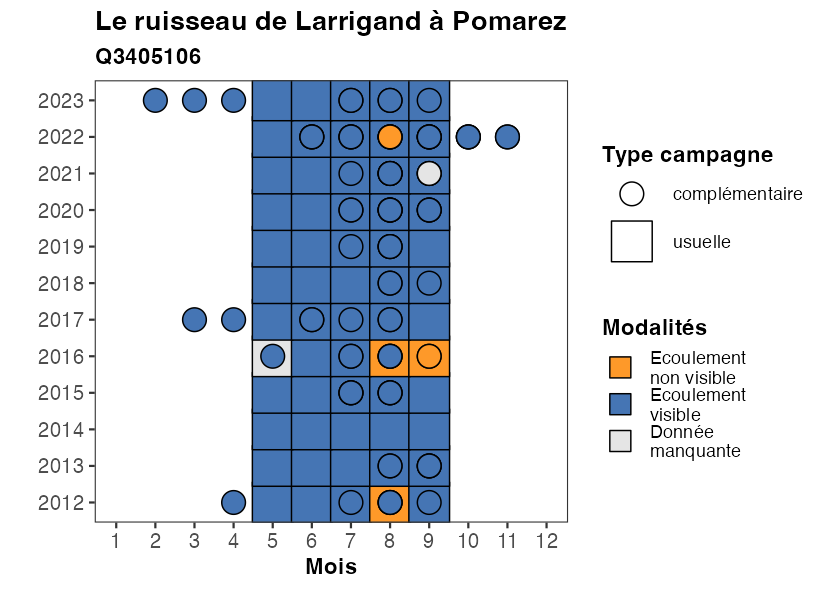 Le ruisseau de Larrigand à Pomarez
Q3405106
2023
2022
2021
2020
2019
2018
2017
2016
2015
2014
2013
2012
1 2 3 4 5 6 7 8 9 10 11 12
Mois
Type campagne
complémentaire
usuelle
Modalités
Ecoulement
non visible
Ecoulement
visible
Donnée
manquante